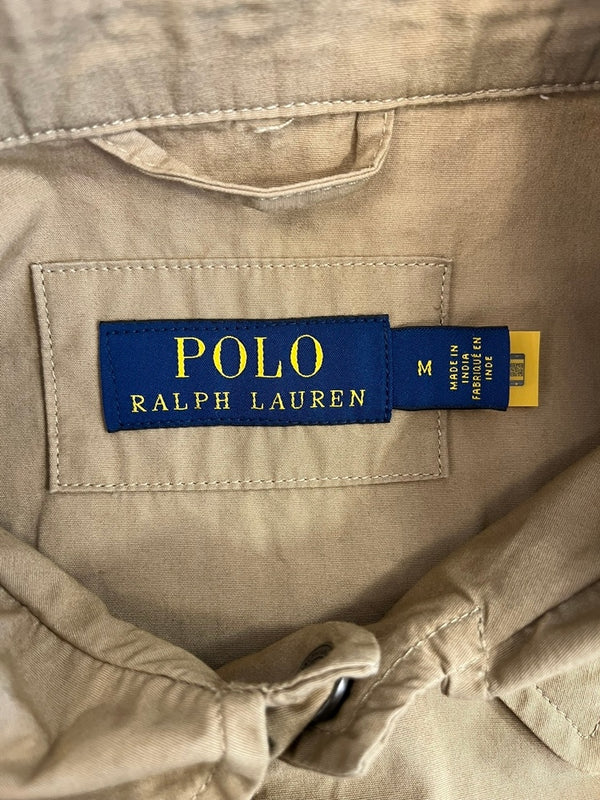 POLO
RALPH LAUREN
M
MADE IN
INDIA
FABRIQUÉ EN
INDE